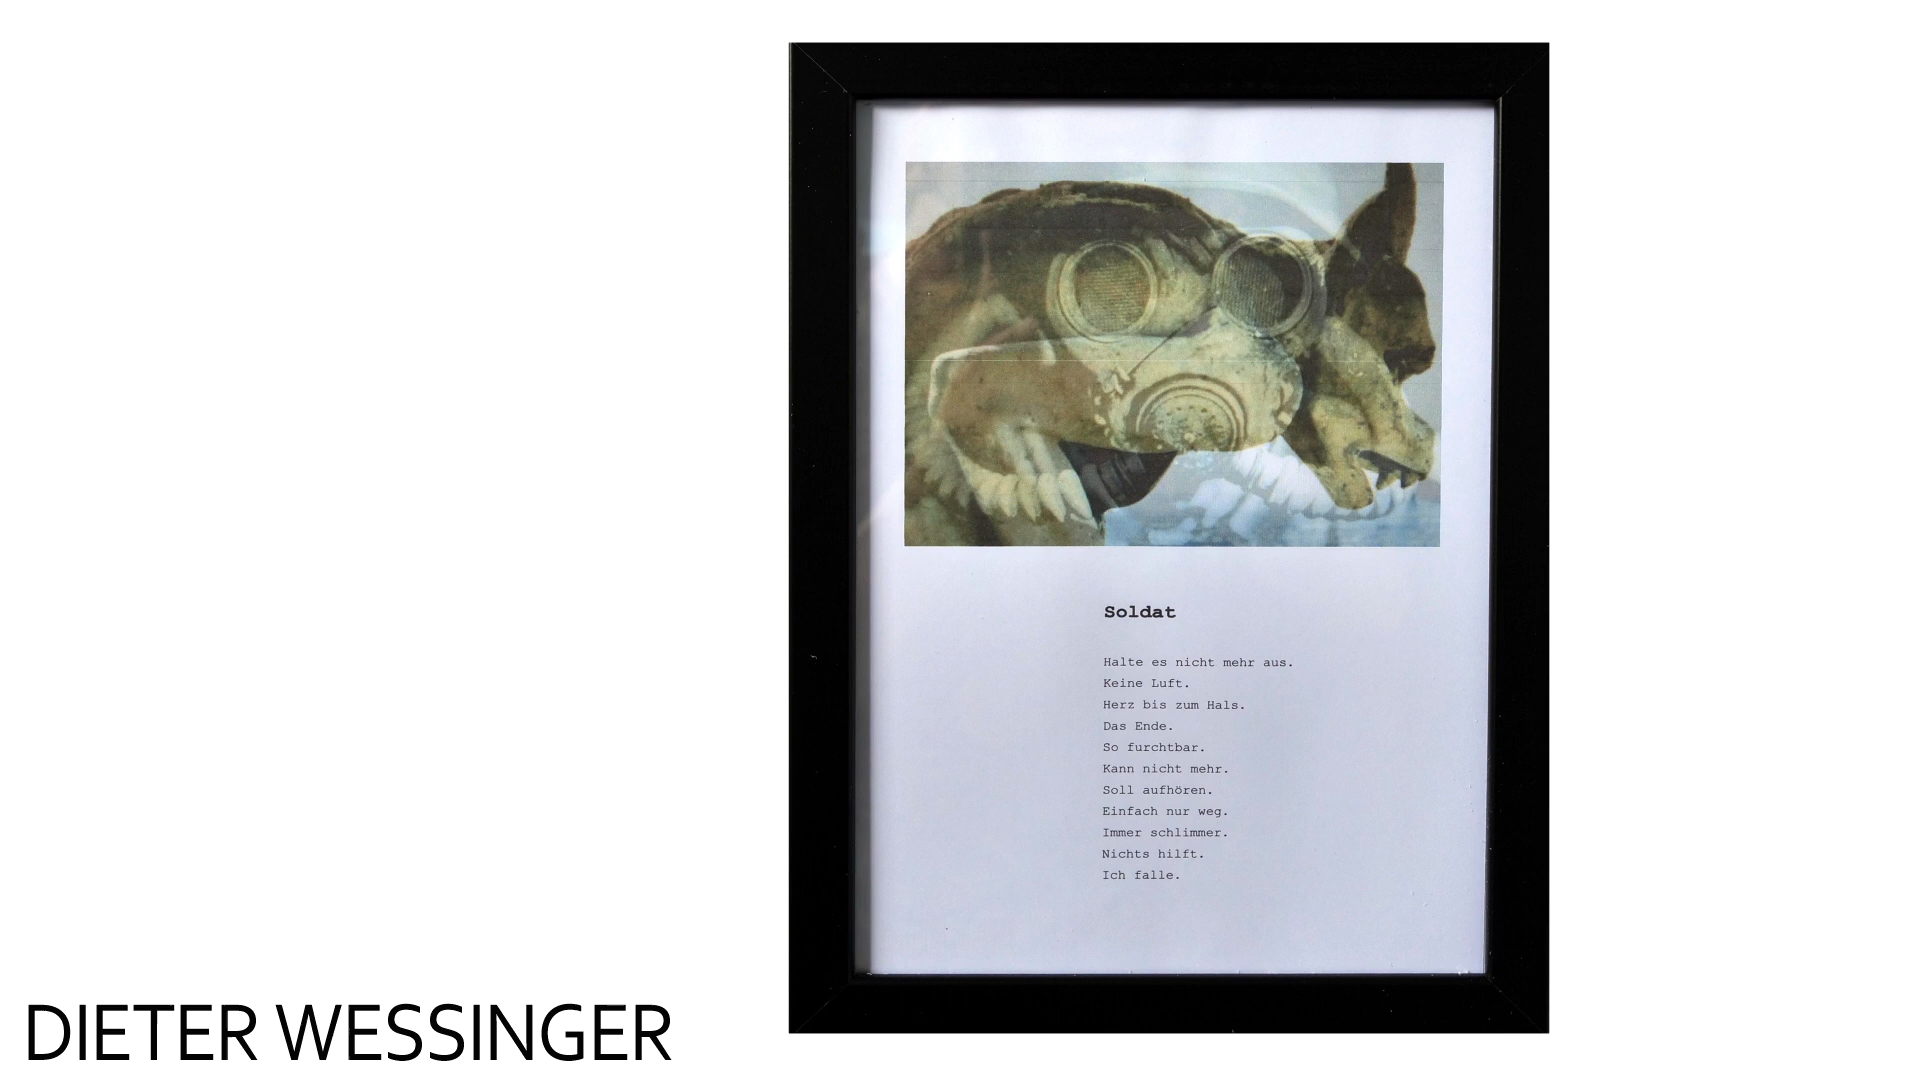 Soldat
Halte es nicht mehr aus.
Keine Luft.
Herz bis zum Hals.
Das Ende.
So furchtbar.
Kann nicht mehr.
Soll aufhören.
Einfach nur weg.
Immer schlimmer.
Nichts hilft.
Ich falle.
DIETER WESSINGER